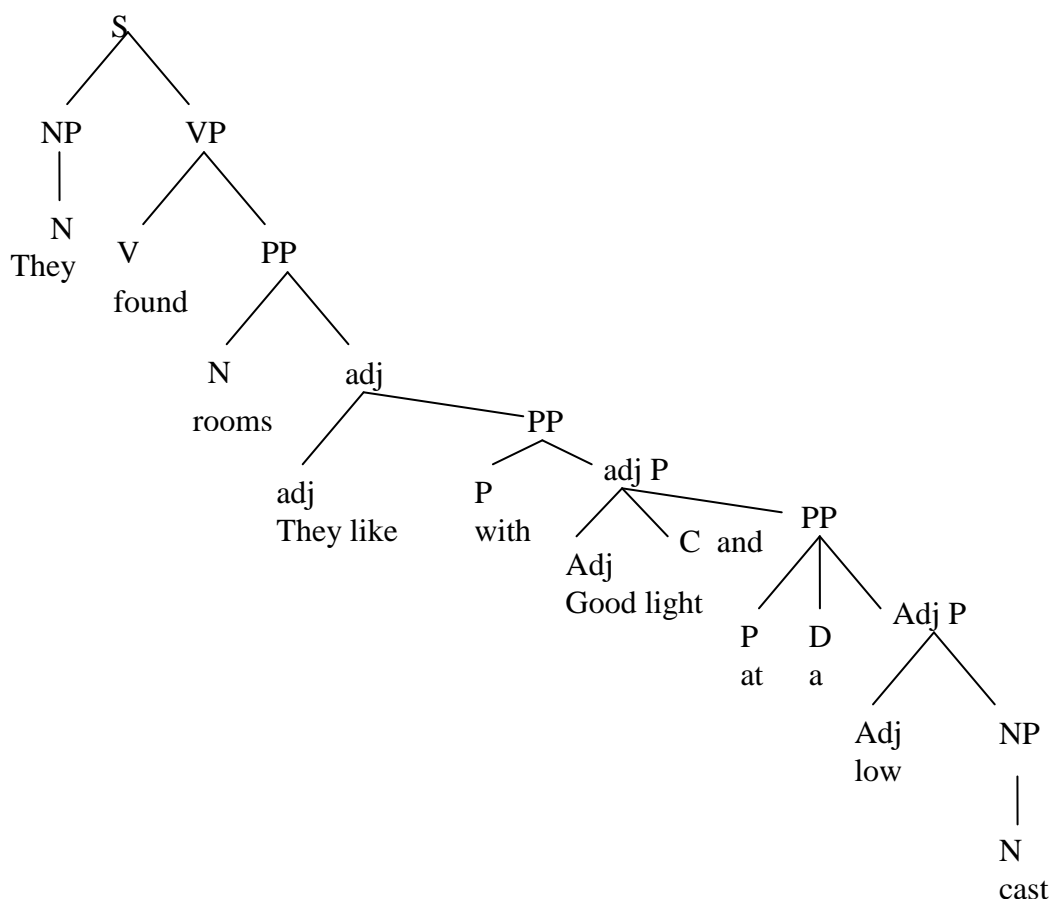 S
NP VP
N
They
V
PP
found
N
adj
rooms
PP
adj
They like
P
with
adj P
PP
Adj
Good light
C and
Adj P
P
at
D
a
Adj
low
NP
N
cast